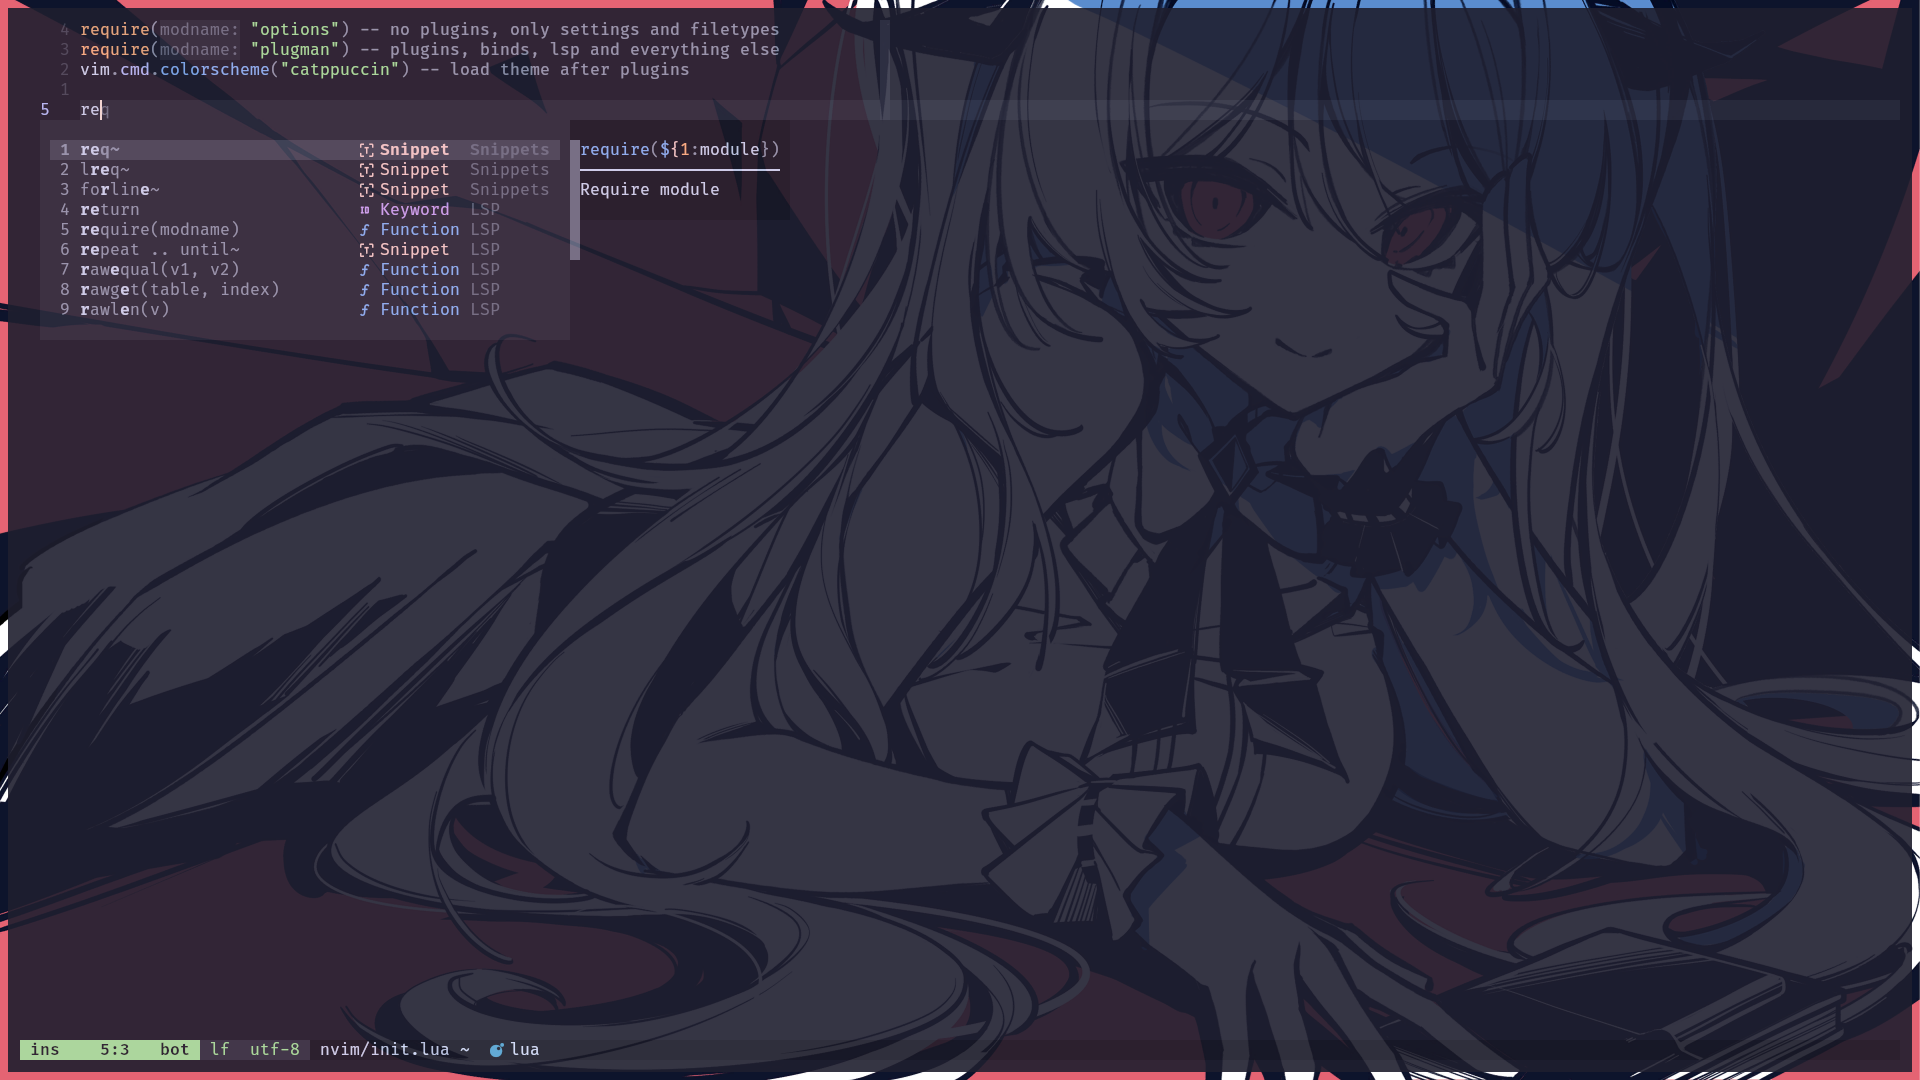 4 require(modname: "options") -- no plugins, only settings and filetypes
3 require(modname: "plugman") -- plugins, binds, lsp and everything else
2 vim.cmd.colorscheme("catppuccin") -- load theme after plugins
1
5 req
1 req~ Snippet Snippets
2 lreq~ Snippet Snippets
3 forline~ Snippet Snippets
4 return Keyword LSP
5 require(modname) Function LSP
6 repeat .. until~ Snippet LSP
7 rawequal(v1, v2) Function LSP
8 rawget(table, index) Function LSP
9 rawlen(v) Function LSP
require(${1:module})
Require module
ins 5:3 bot lf utf-8 nvim/init.lua ~ lua